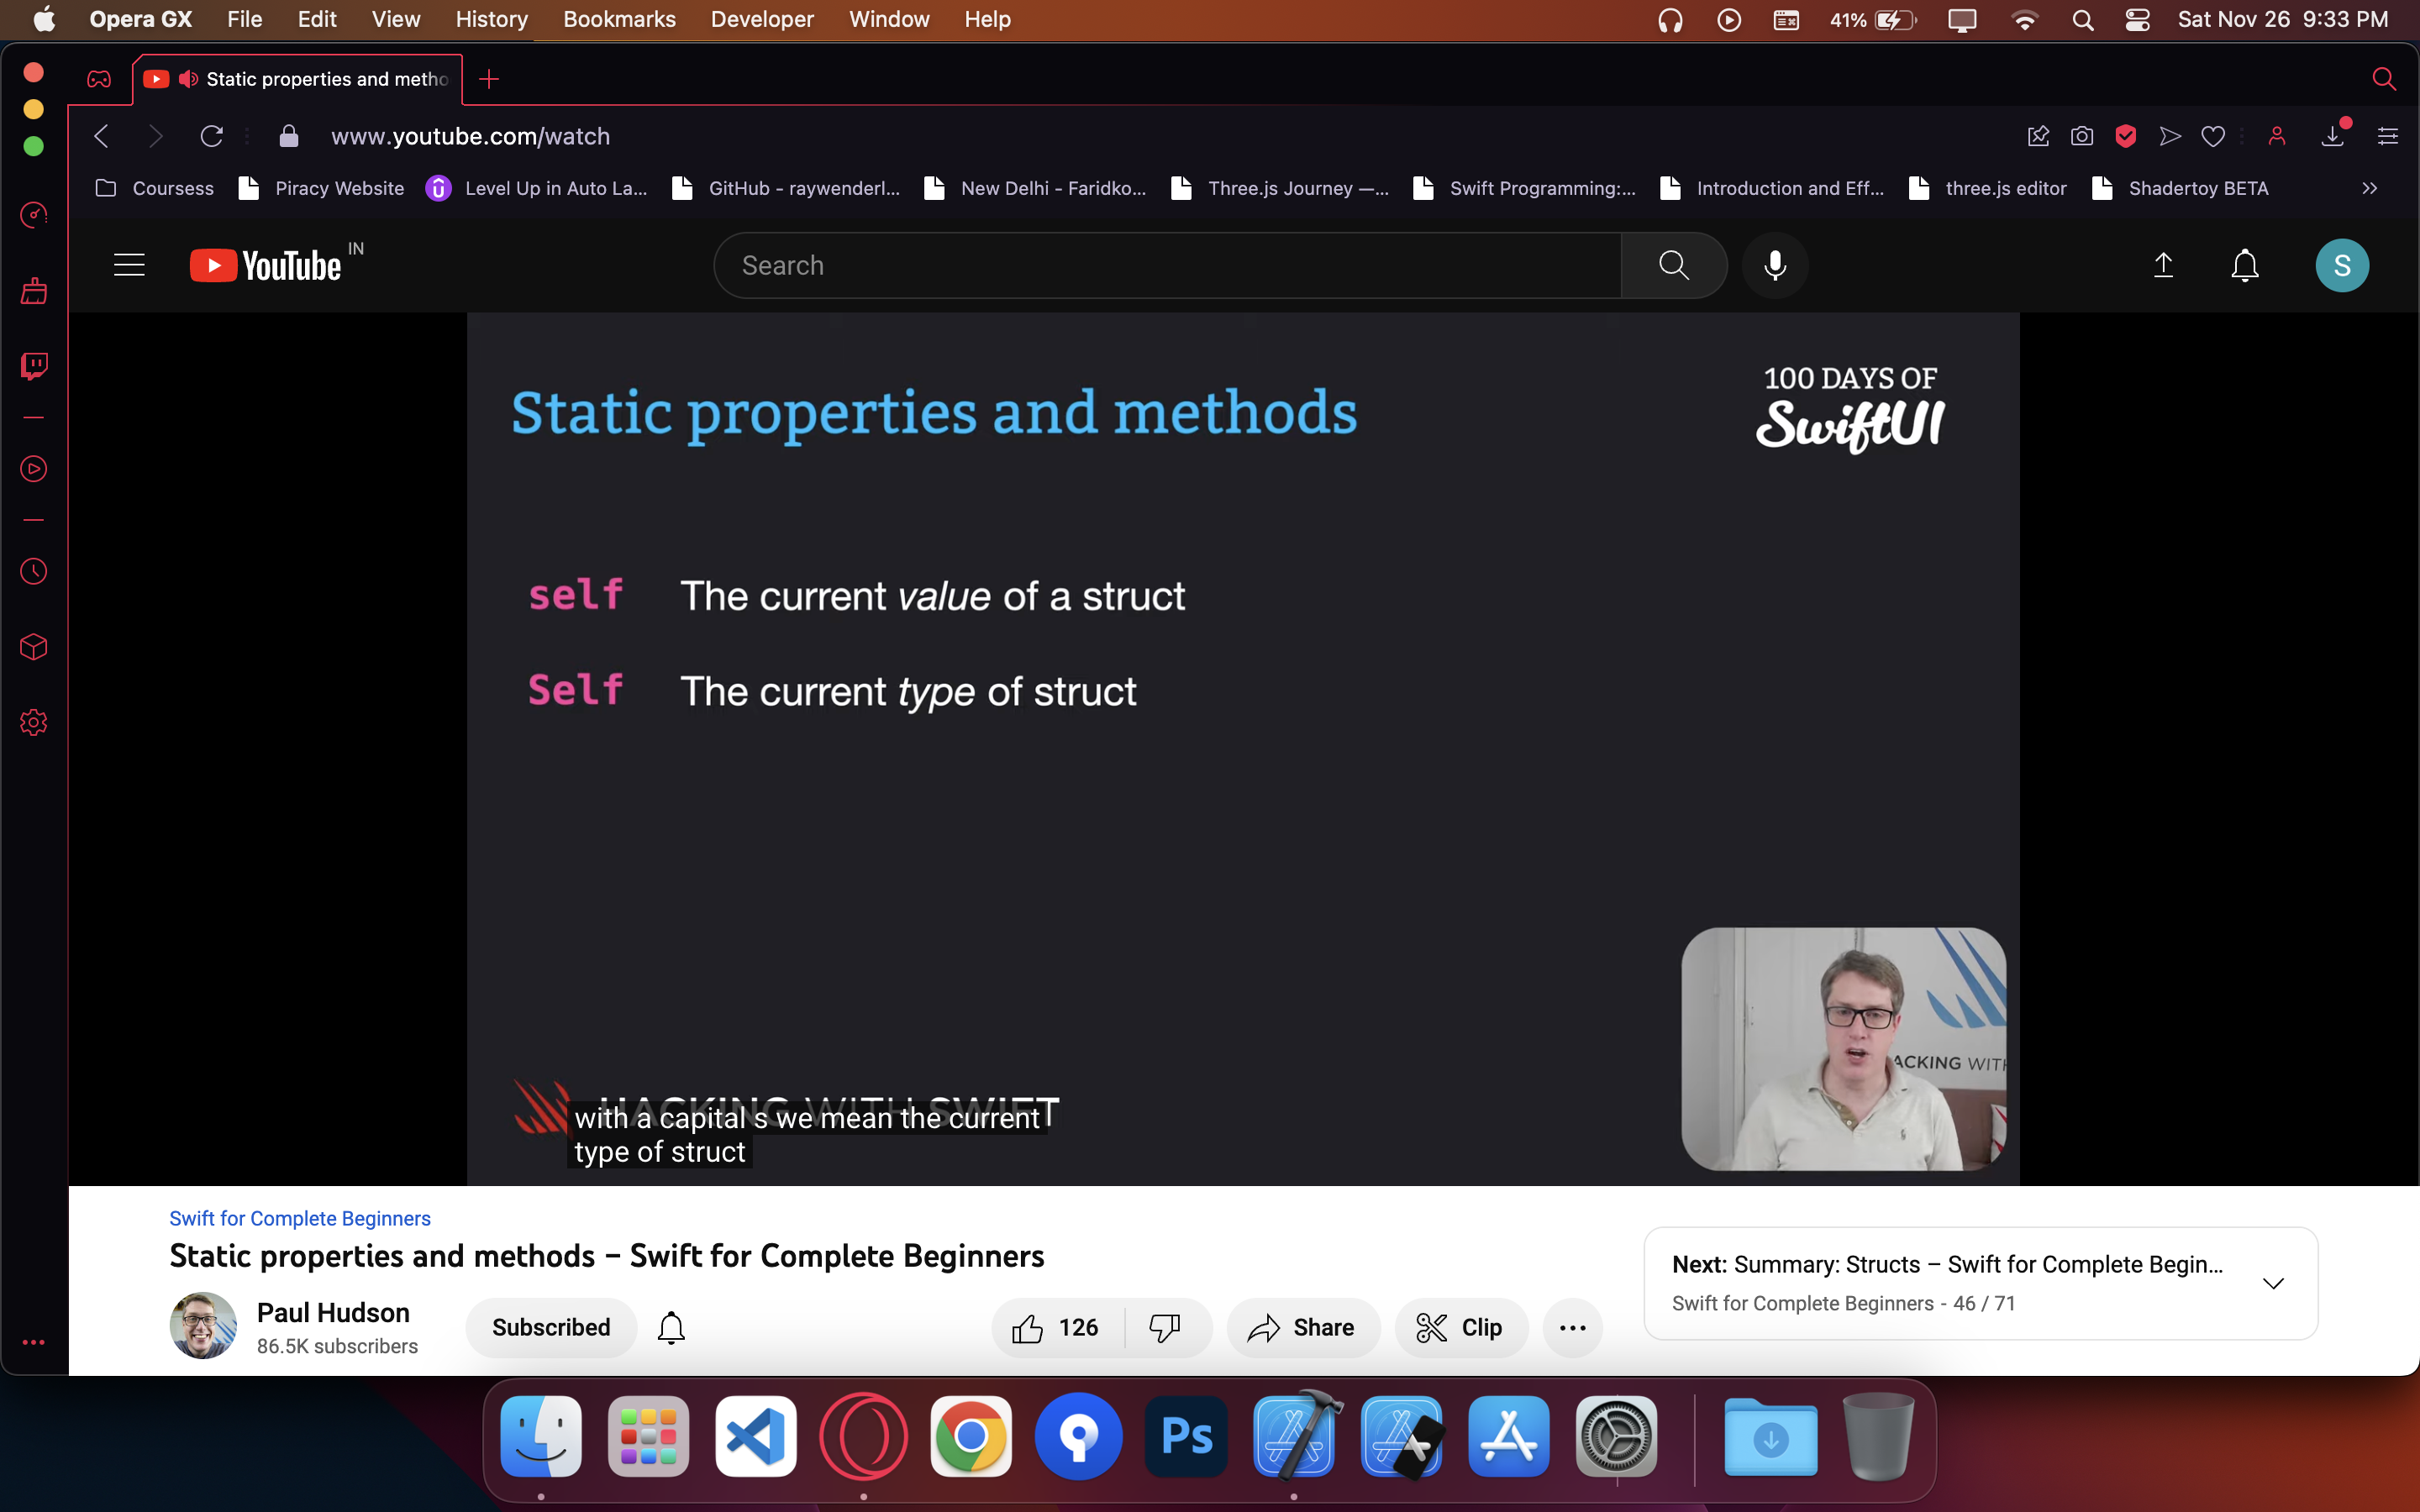 Opera GX File Edit View History Bookmarks Developer Window Help 41% Sat Nov 26 9:33 PM
Static properties and metho
www.youtube.com/watch
Coursess Piracy Website Level Up in Auto La... GitHub - raywenderl... New Delhi - Faridko... Three.js Journey —... Swift Programming:... Introduction and Eff... three.js editor Shadertoy BETA
YouTube IN Search S
Static properties and methods
100 DAYS OF
SwiftUI
self The current value of a struct
Self The current type of struct
ACKING WITH
HACKING WITH SWIFT
with a capital s we mean the current
type of struct
Swift for Complete Beginners
Static properties and methods – Swift for Complete Beginners
Paul Hudson
86.5K subscribers
Subscribed
126
Share
Clip
Next: Summary: Structs – Swift for Complete Begin...
Swift for Complete Beginners - 46 / 71
Ps